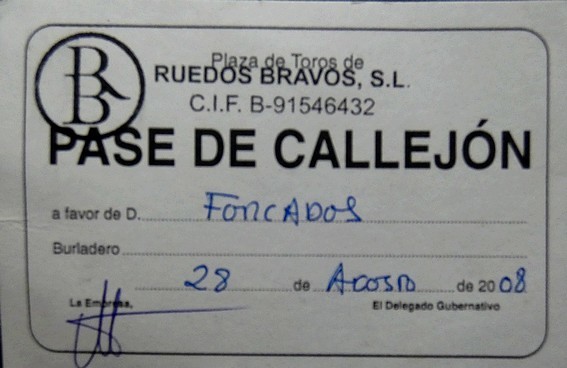 RB
Plaza de Toros de
RUEDOS BRAVOS, S.L.
C.I.F. B-91546432
PASE DE CALLEJÓN
a favor de D. FORCADOS
Burladero
28 de Agosto de 2008
La Empresa, El Delegado Gubernativo